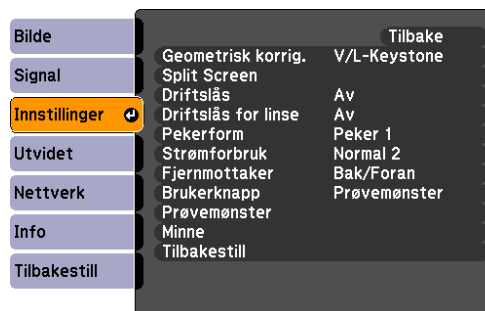 Bilde
Signal
Innstillinger
Utvidet
Nettverk
Info
Tilbakestill
Tilbake
Geometrisk korrig. V/L-Keystone
Split Screen
Driftslås Av
Driftslås for linse Av
Pekerform Peker 1
Strømforbruk Normal 2
Fjernmottaker Bak/Foran
Brukerknapp Prøvemønster
Prøvemønster
Minne
Tilbakestill